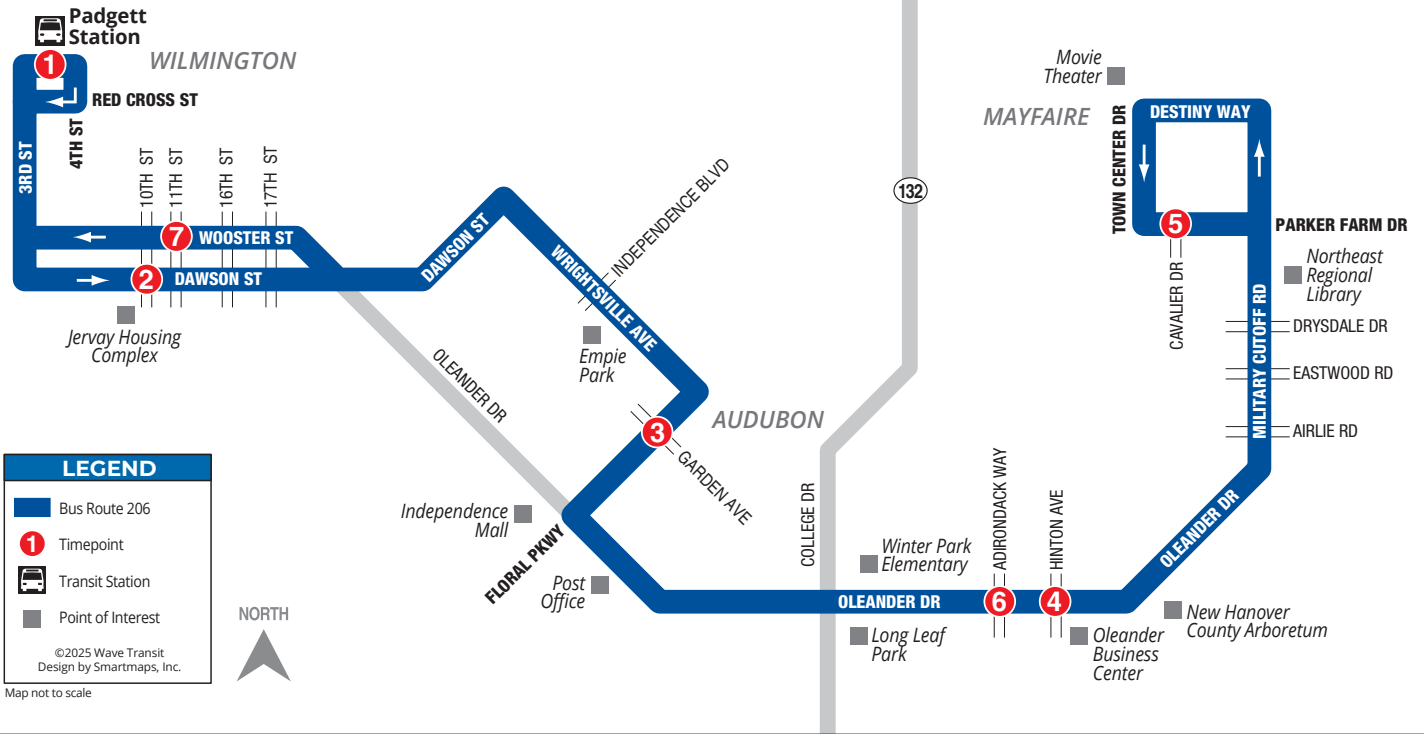 Padgett
Station
1
WILMINGTON
RED CROSS ST
4TH ST
3RD ST
10TH ST
11TH ST
16TH ST
17TH ST
7
WOOSTER ST
2
DAWSON ST
Jervay Housing
Complex
DAWSON ST
WRIGHTSVILLE AVE
INDEPENDENCE BLVD
Empie
Park
OLEANDER DR
3
AUDUBON
GARDEN AVE
Independence
Mall
FLORAL PKWY
Post
Office
132
COLLEGE DR
Winter Park
Elementary
OLEANDER DR
Long Leaf
Park
ADIRONDACK WAY
6
HINTON AVE
4
Oleander
Business
Center
New Hanover
County Arboretum
OLEANDER DR
Movie
Theater
MAYFAIRE
DESTINY WAY
TOWN CENTER DR
5
PARKER FARM DR
CAVALIER DR
Northeast
Regional
Library
MILITARY CUTOFF RD
DRYSDALE DR
EASTWOOD RD
AIRLIE RD
LEGEND
Bus Route 206
1 Timepoint
Transit Station
Point of Interest
©2025 Wave Transit
Design by Smartmaps, Inc.
Map not to scale
NORTH